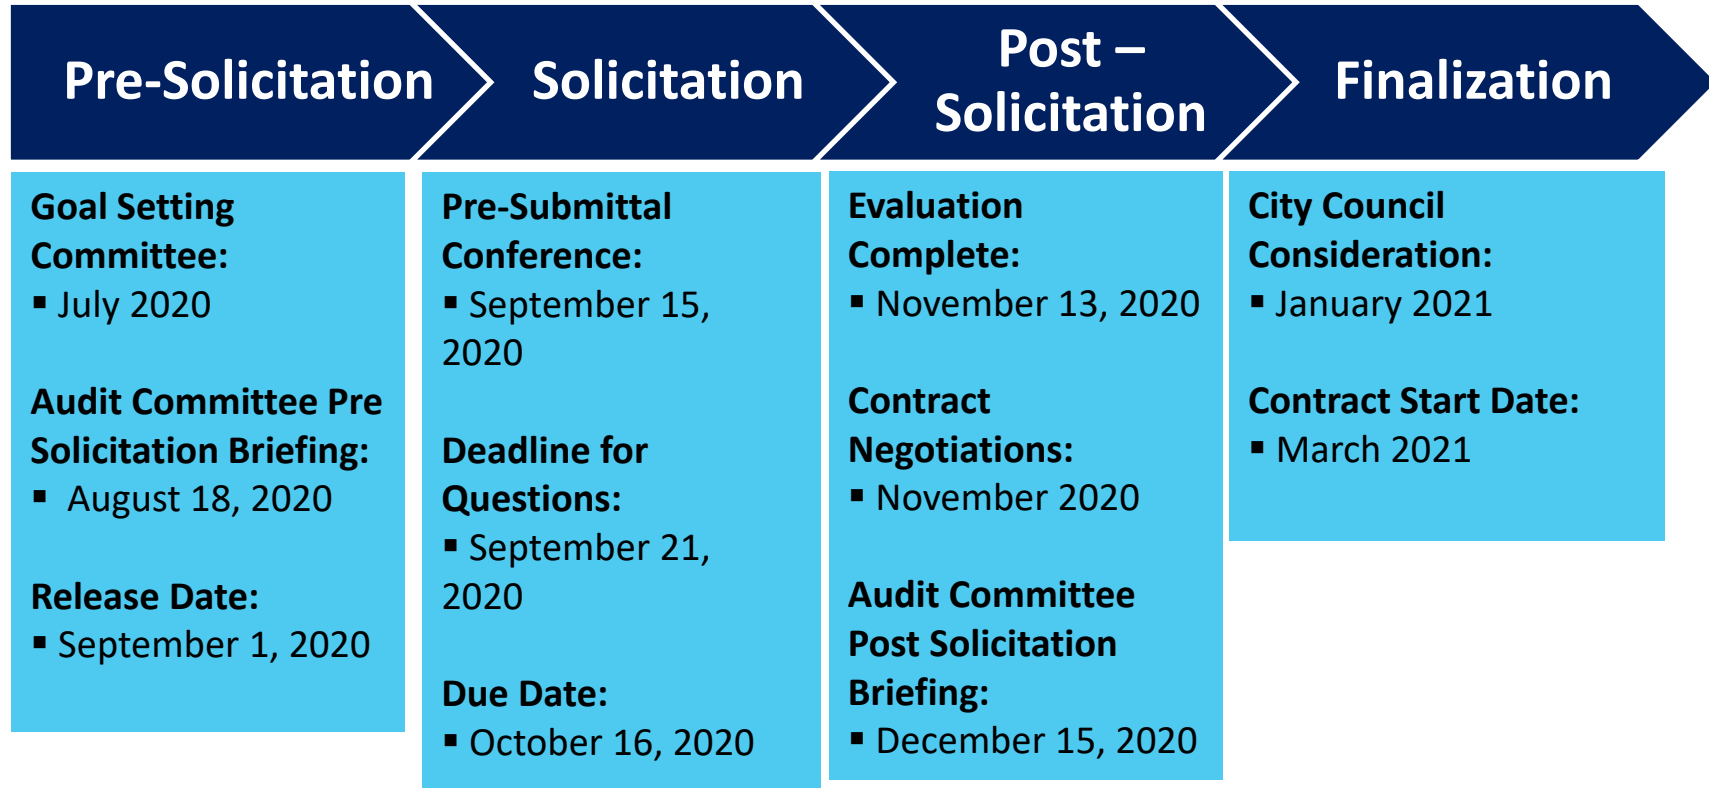 Pre-Solicitation
Solicitation
Post –
Solicitation
Finalization
Goal Setting
Committee:
▪ July 2020
Audit Committee Pre
Solicitation Briefing:
▪ August 18, 2020
Release Date:
▪ September 1, 2020
Pre-Submittal
Conference:
▪ September 15,
2020
Deadline for
Questions:
▪ September 21,
2020
Due Date:
▪ October 16, 2020
Evaluation
Complete:
▪ November 13, 2020
Contract
Negotiations:
▪ November 2020
Audit Committee
Post Solicitation
Briefing:
▪ December 15, 2020
City Council
Consideration:
▪ January 2021
Contract Start Date:
▪ March 2021